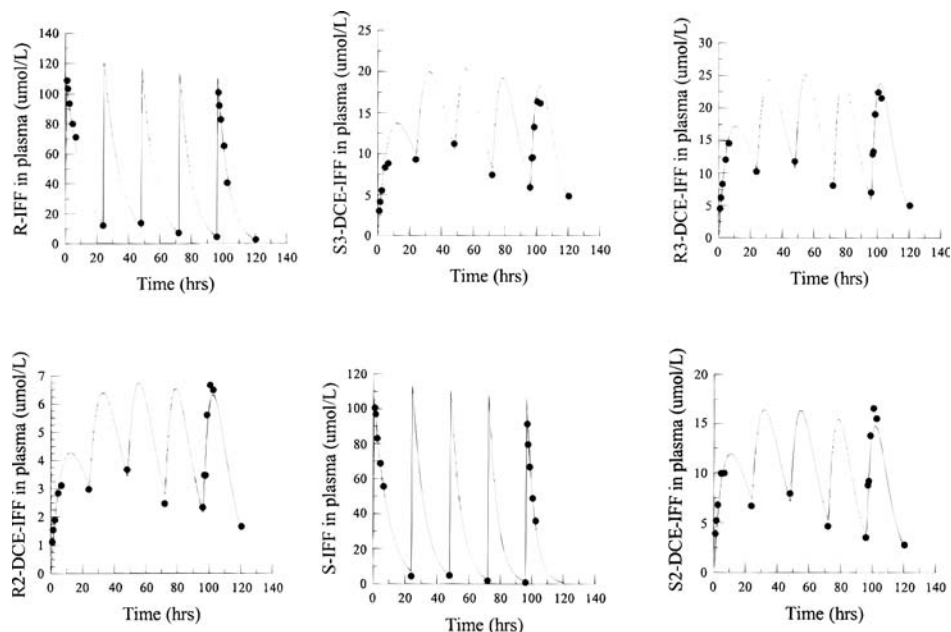 R-IFF in plasma (umol/L)
140
120
100
80
60
40
20
0
0 20 40 60 80 100 120 140
Time (hrs)
S3-DCE-IFF in plasma (umol/L)
25
20
15
10
5
0
0 20 40 60 80 100 120 140
Time (hrs)
R3-DCE-IFF in plasma (umol/L)
30
25
20
15
10
5
0
0 20 40 60 80 100 120 140
Time (hrs)
R2-DCE-IFF in plasma (umol/L)
7
6
5
4
3
2
1
0
0 20 40 60 80 100 120 140
Time (hrs)
S-IFF in plasma (umol/L)
120
100
80
60
40
20
0
0 20 40 60 80 100 120 140
Time (hrs)
S2-DCE-IFF in plasma (umol/L)
20
15
10
5
0
0 20 40 60 80 100 120 140
Time (hrs)